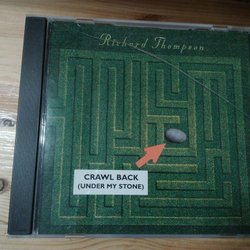 Richard Thompson
CRAWL BACK
(UNDER MY STONE)